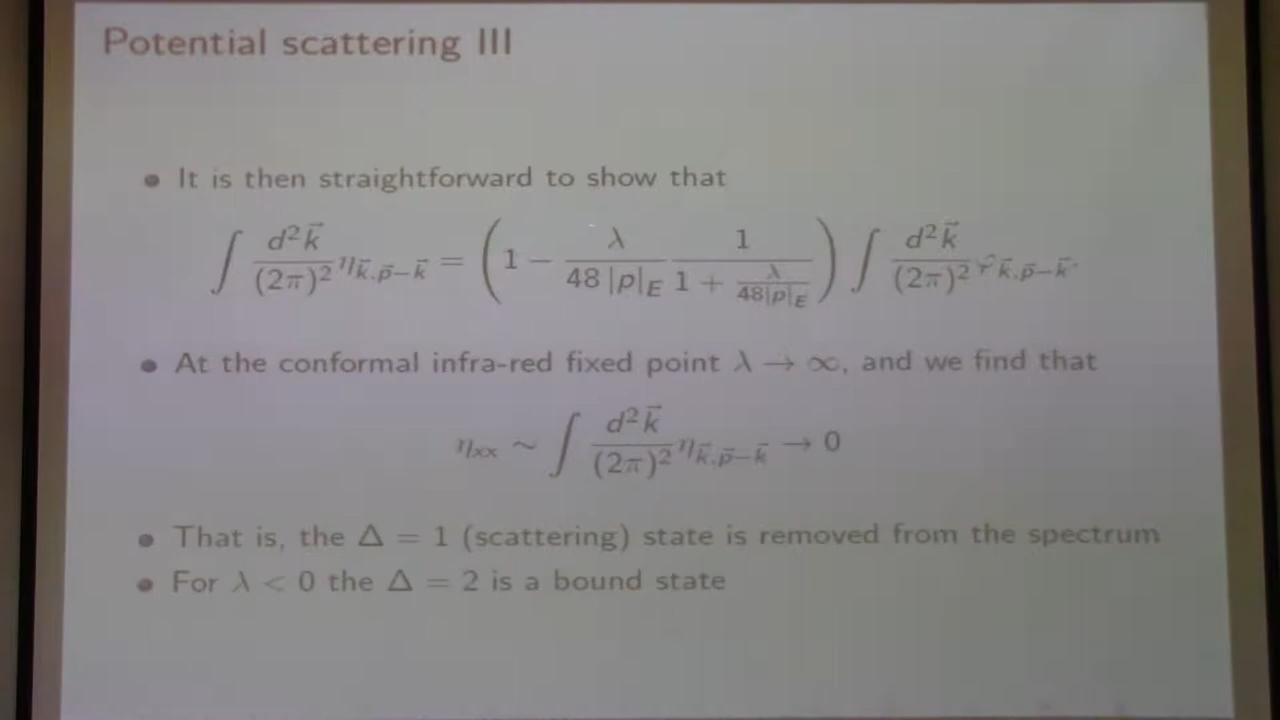 Potential scattering III
• It is then straightforward to show that
∫ d²k⃗/(2π)² η_{k⃗,p⃗−k⃗} = (1 − λ/(48|p|_E) 1/(1 + λ/(48|p|_E))) ∫ d²k⃗/(2π)² _{k⃗,p⃗−k⃗}.
• At the conformal infra-red fixed point λ → ∞, and we find that
η_{xx} ~ ∫ d²k⃗/(2π)² η_{k⃗,p⃗−k⃗} → 0
• That is, the Δ = 1 (scattering) state is removed from the spectrum
• For λ < 0 the Δ = 2 is a bound state